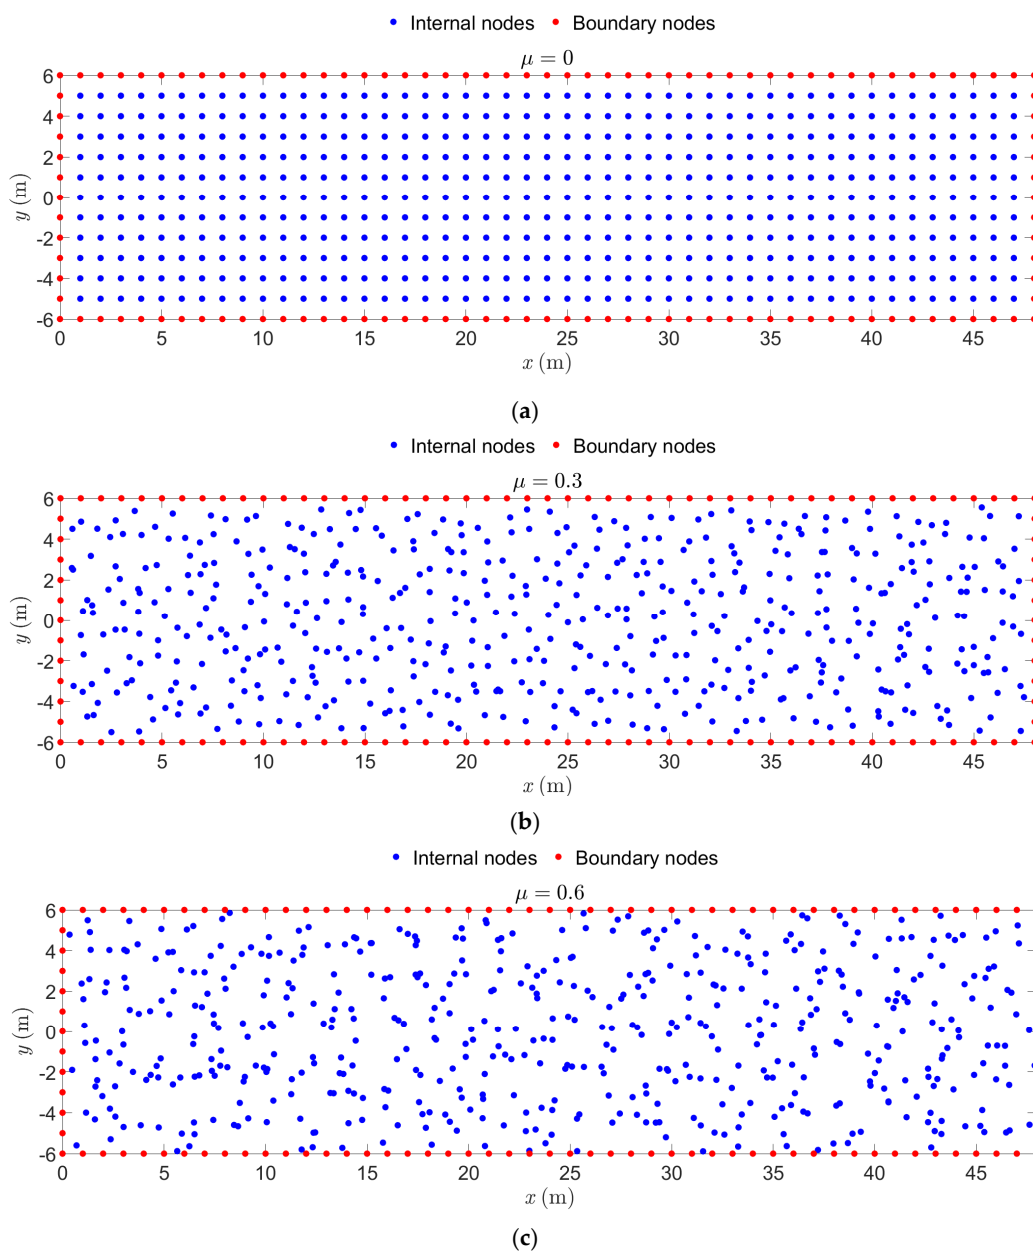 Internal nodes Boundary nodes
μ = 0
6
4
2
0
-2
-4
-6
y (m)
0 5 10 15 20 25 30 35 40 45
x (m)
(a)
Internal nodes Boundary nodes
μ = 0.3
6
4
2
0
-2
-4
-6
y (m)
0 5 10 15 20 25 30 35 40 45
x (m)
(b)
Internal nodes Boundary nodes
μ = 0.6
6
4
2
0
-2
-4
-6
y (m)
0 5 10 15 20 25 30 35 40 45
x (m)
(c)